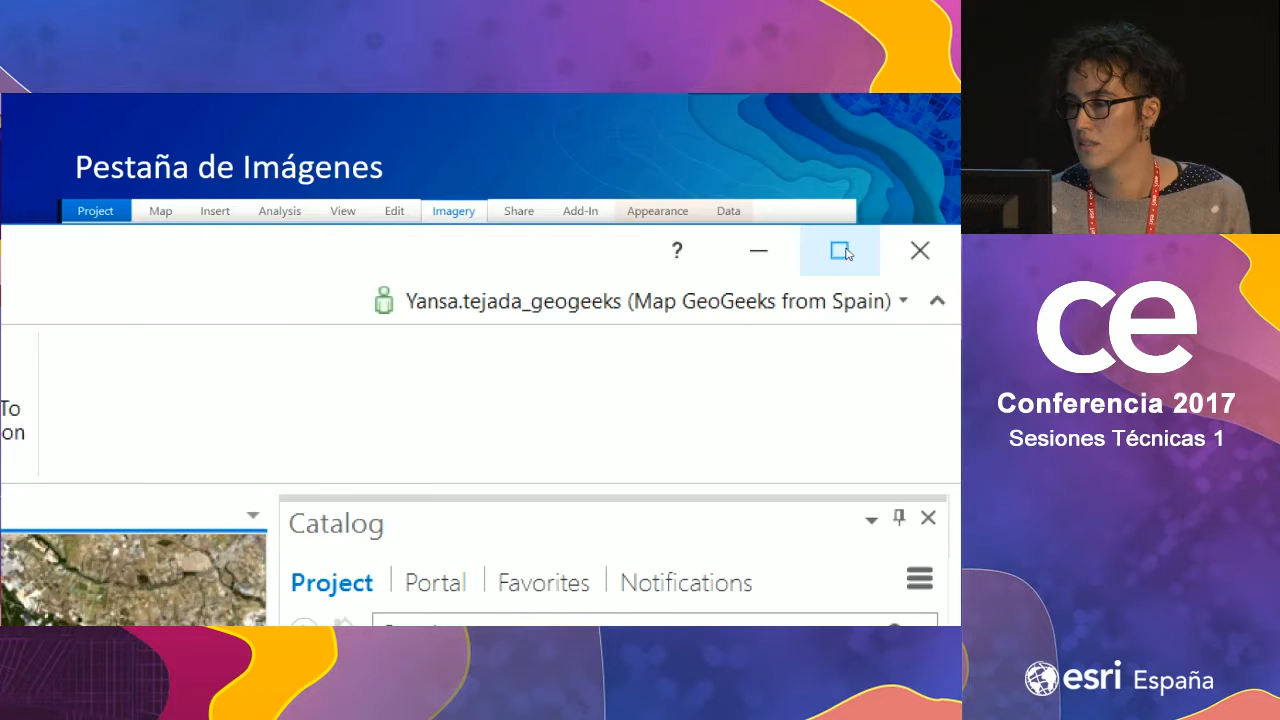 Pestaña de Imágenes
Project Map Insert Analysis View Edit Imagery Share Add-In Appearance Data
?
Yansa.tejada_geogeeks (Map GeoGeeks from Spain)
To
on
Catalog
Project Portal Favorites Notifications
ce
Conferencia 2017
Sesiones Técnicas 1
esri España